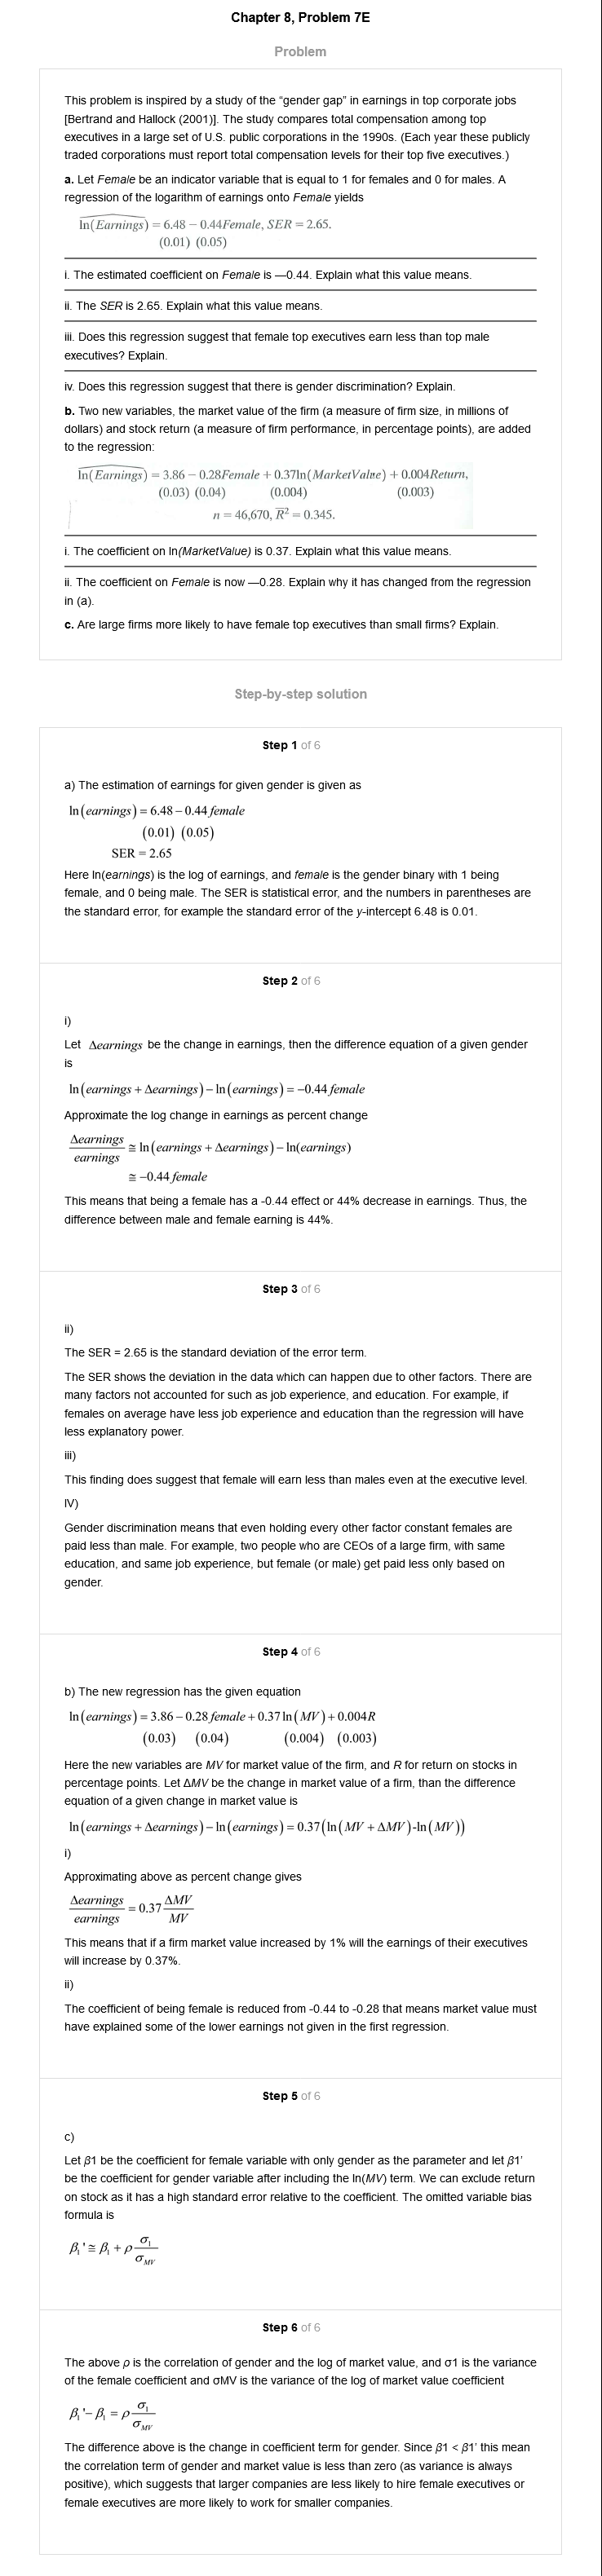 Chapter 8, Problem 7E
Problem
This problem is inspired by a study of the “gender gap” in earnings in top corporate jobs
[Bertrand and Hallock (2001)]. The study compares total compensation among top
executives in a large set of U.S. public corporations in the 1990s. (Each year these publicly
traded corporations must report total compensation levels for their top five executives.)
a. Let Female be an indicator variable that is equal to 1 for females and 0 for males. A
regression of the logarithm of earnings onto Female yields
ln(Earnings) = 6.48 − 0.44Female, SER = 2.65.
(0.01) (0.05)
i. The estimated coefficient on Female is —0.44. Explain what this value means.
ii. The SER is 2.65. Explain what this value means.
iii. Does this regression suggest that female top executives earn less than top male
executives? Explain.
iv. Does this regression suggest that there is gender discrimination? Explain.
b. Two new variables, the market value of the firm (a measure of firm size, in millions of
dollars) and stock return (a measure of firm performance, in percentage points), are added
to the regression:
ln(Earnings) = 3.86 − 0.28Female + 0.37ln(MarketValue) + 0.004Return,
(0.03) (0.04) (0.004) (0.003)
n = 46,670, R̅² = 0.345.
i. The coefficient on ln(MarketValue) is 0.37. Explain what this value means.
ii. The coefficient on Female is now —0.28. Explain why it has changed from the regression
in (a).
c. Are large firms more likely to have female top executives than small firms? Explain.
Step-by-step solution
Step 1 of 6
a) The estimation of earnings for given gender is given as
ln(earnings) = 6.48 − 0.44 female
(0.01) (0.05)
SER = 2.65
Here ln(earnings) is the log of earnings, and female is the gender binary with 1 being
female, and 0 being male. The SER is statistical error, and the numbers in parentheses are
the standard error, for example the standard error of the y-intercept 6.48 is 0.01.
Step 2 of 6
i)
Let Δearnings be the change in earnings, then the difference equation of a given gender
is
ln(earnings + Δearnings) − ln(earnings) = −0.44 female
Approximate the log change in earnings as percent change
Δearnings/earnings ≅ ln(earnings + Δearnings) − ln(earnings)
≅ −0.44 female
This means that being a female has a -0.44 effect or 44% decrease in earnings. Thus, the
difference between male and female earning is 44%.
Step 3 of 6
ii)
The SER = 2.65 is the standard deviation of the error term.
The SER shows the deviation in the data which can happen due to other factors. There are
many factors not accounted for such as job experience, and education. For example, if
females on average have less job experience and education than the regression will have
less explanatory power.
iii)
This finding does suggest that female will earn less than males even at the executive level.
IV)
Gender discrimination means that even holding every other factor constant females are
paid less than male. For example, two people who are CEOs of a large firm, with same
education, and same job experience, but female (or male) get paid less only based on
gender.
Step 4 of 6
b) The new regression has the given equation
ln(earnings) = 3.86 − 0.28 female + 0.37 ln(MV) + 0.004R
(0.03) (0.04) (0.004) (0.003)
Here the new variables are MV for market value of the firm, and R for return on stocks in
percentage points. Let ΔMV be the change in market value of a firm, than the difference
equation of a given change in market value is
ln(earnings + Δearnings) − ln(earnings) = 0.37(ln(MV + ΔMV)-ln(MV))
i)
Approximating above as percent change gives
Δearnings/earnings = 0.37 ΔMV/MV
This means that if a firm market value increased by 1% will the earnings of their executives
will increase by 0.37%.
ii)
The coefficient of being female is reduced from -0.44 to -0.28 that means market value must
have explained some of the lower earnings not given in the first regression.
Step 5 of 6
c)
Let β1 be the coefficient for female variable with only gender as the parameter and let β1'
be the coefficient for gender variable after including the ln(MV) term. We can exclude return
on stock as it has a high standard error relative to the coefficient. The omitted variable bias
formula is
β₁' ≅ β₁ + ρ σ₁/σ_MV
Step 6 of 6
The above ρ is the correlation of gender and the log of market value, and σ1 is the variance
of the female coefficient and σMV is the variance of the log of market value coefficient
β₁' − β₁ = ρ σ₁/σ_MV
The difference above is the change in coefficient term for gender. Since β1 < β1' this mean
the correlation term of gender and market value is less than zero (as variance is always
positive), which suggests that larger companies are less likely to hire female executives or
female executives are more likely to work for smaller companies.